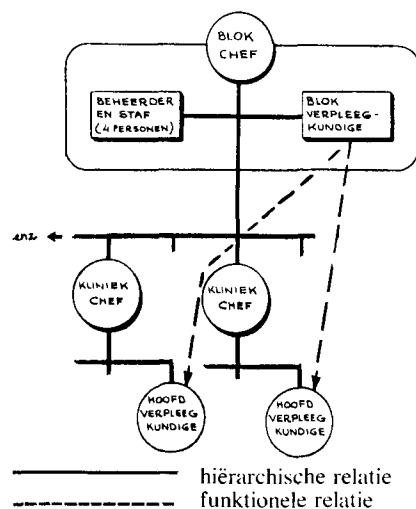 BLOK
CHEF
BEHEERDER
EN STAF
(4 PERSONEN)
BLOK
VERPLEEG-
KUNDIGE
enz
KLINIEK
CHEF
KLINIEK
CHEF
HOOFD
VERPLEEG
KUNDIGE
HOOFD
VERPLEEG
KUNDIGE
hiërarchische relatie
funktionele relatie